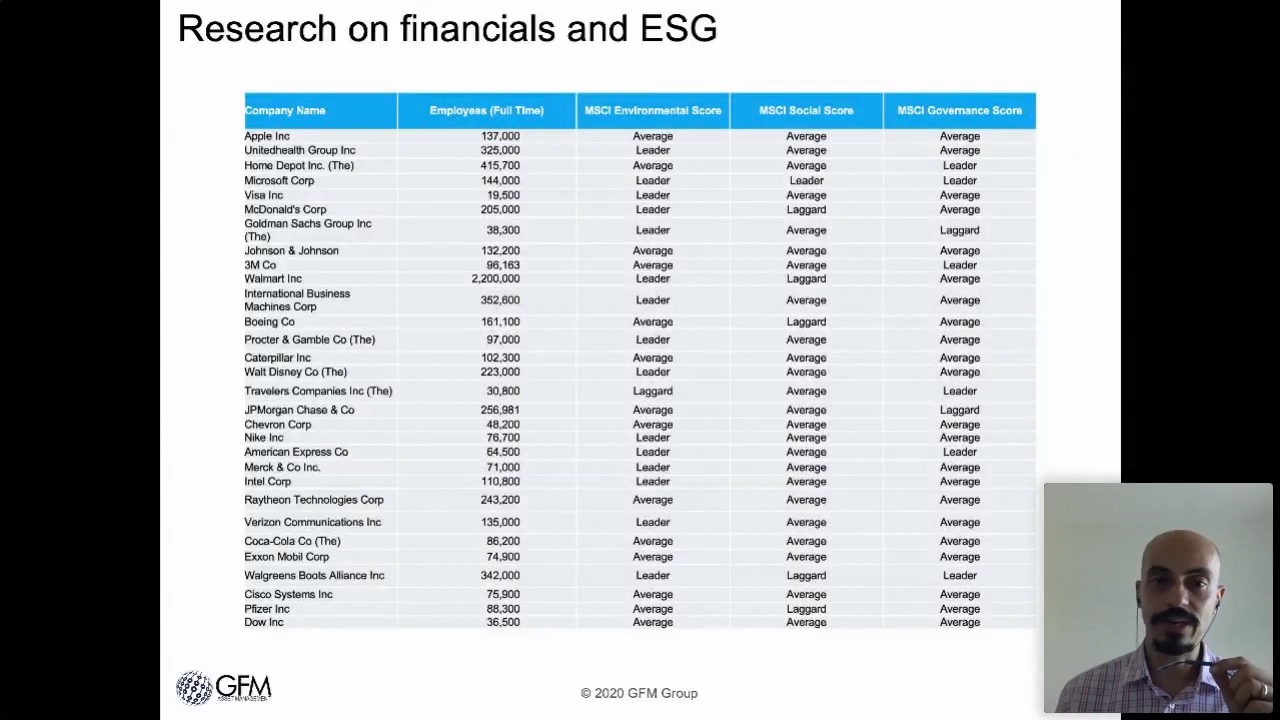 Research on financials and ESG
Company Name Employees (Full Time) MSCI Environmental Score MSCI Social Score MSCI Governance Score
Apple Inc 137,000 Average Average Average
Unitedhealth Group Inc 325,000 Leader Average Average
Home Depot Inc. (The) 415,700 Average Average Leader
Microsoft Corp 144,000 Leader Leader Leader
Visa Inc 19,500 Leader Average Average
McDonald's Corp 205,000 Leader Laggard Average
Goldman Sachs Group Inc
(The) 38,300 Leader Average Laggard
Johnson & Johnson 132,200 Average Average Average
3M Co 96,163 Average Average Leader
Walmart Inc 2,200,000 Leader Laggard Average
International Business
Machines Corp 352,600 Leader Average Average
Boeing Co 161,100 Average Laggard Average
Procter & Gamble Co (The) 97,000 Leader Average Average
Caterpillar Inc 102,300 Average Average Average
Walt Disney Co (The) 223,000 Leader Average Average
Travelers Companies Inc (The) 30,800 Laggard Average Leader
JPMorgan Chase & Co 256,981 Average Average Laggard
Chevron Corp 48,200 Average Average Average
Nike Inc 76,700 Leader Average Average
American Express Co 64,500 Leader Average Leader
Merck & Co Inc. 71,000 Leader Average Average
Intel Corp 110,800 Leader Average Average
Raytheon Technologies Corp 243,200 Average Average Average
Verizon Communications Inc 135,000 Leader Average Average
Coca-Cola Co (The) 86,200 Average Average Average
Exxon Mobil Corp 74,900 Average Average Average
Walgreens Boots Alliance Inc 342,000 Leader Laggard Leader
Cisco Systems Inc 75,900 Average Average Average
Pfizer Inc 88,300 Average Laggard Average
Dow Inc 36,500 Average Average Average
GFM
ASSET MANAGEMENT
© 2020 GFM Group